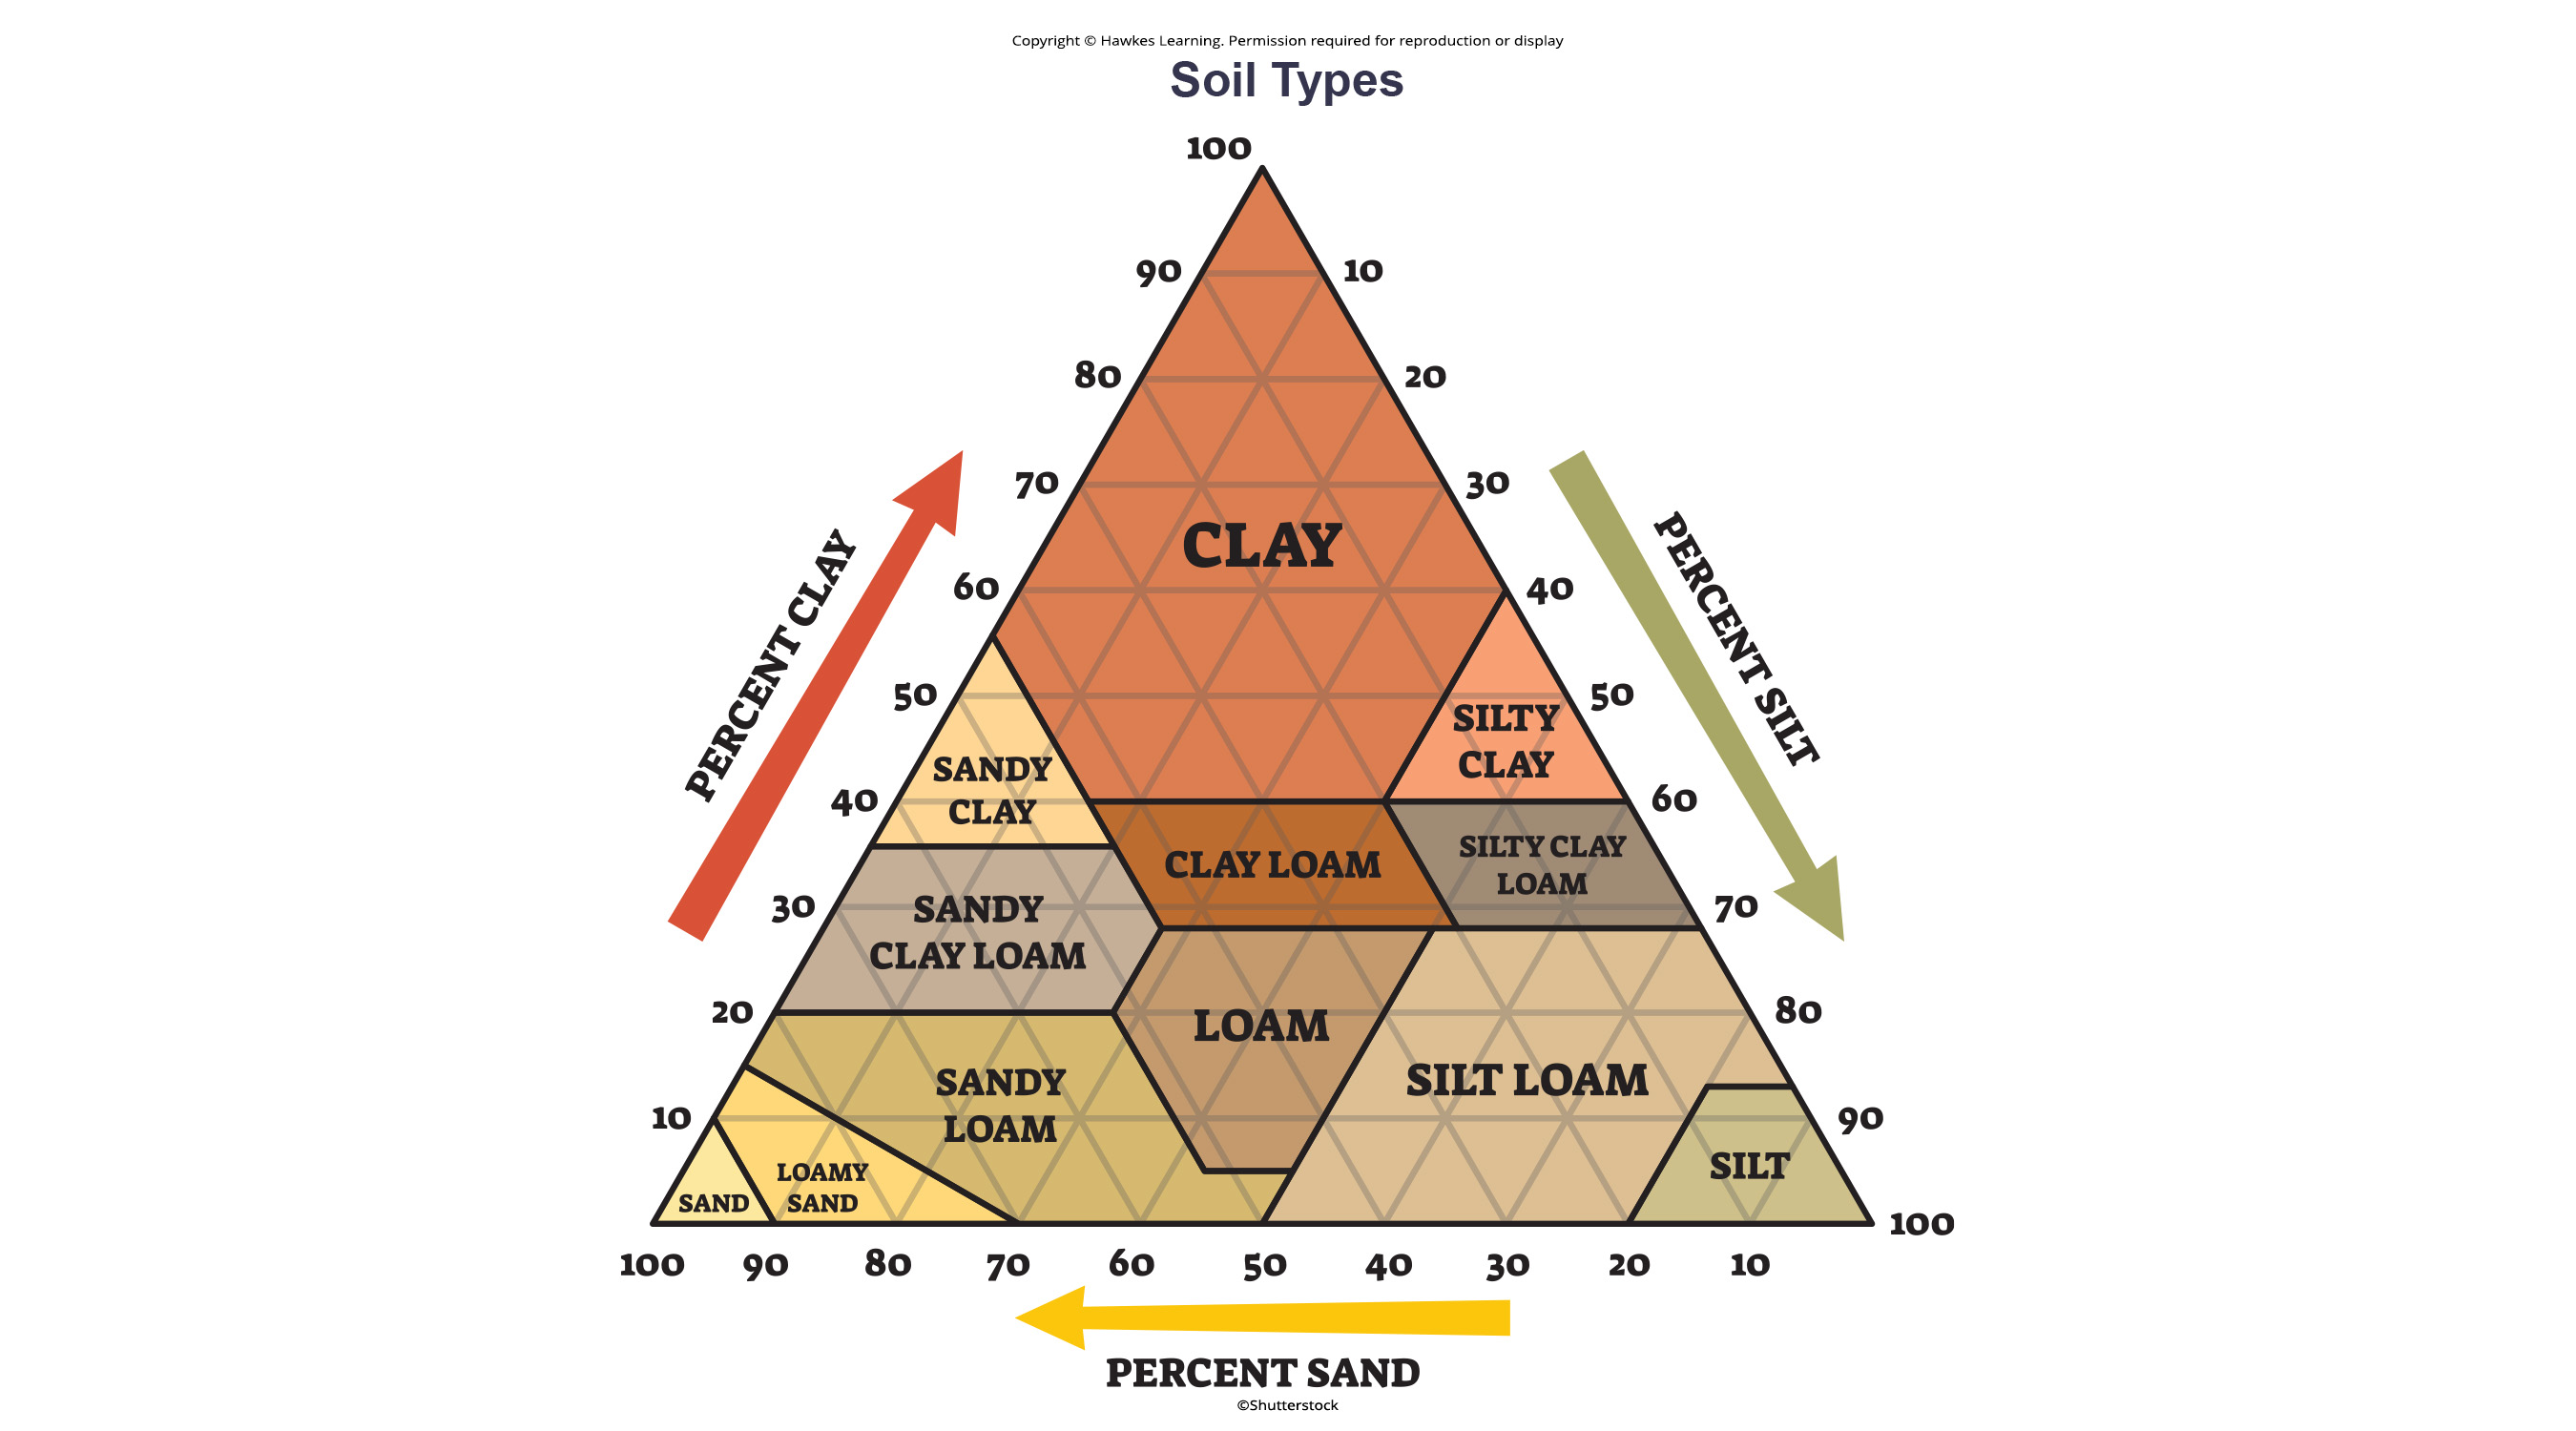 Copyright © Hawkes Learning. Permission required for reproduction or display
Soil Types
100
90
10
80
20
70
30
CLAY
60
40
PERCENT CLAY
PERCENT SILT
50
50
SILTY
CLAY
SANDY
CLAY
40
60
CLAY LOAM
SILTY CLAY
LOAM
30
70
SANDY
CLAY LOAM
20
80
LOAM
SANDY
LOAM
SILT LOAM
10
90
LOAMY
SAND
SAND
SILT
100
100
90
80
70
60
50
40
30
20
10
PERCENT SAND
©Shutterstock